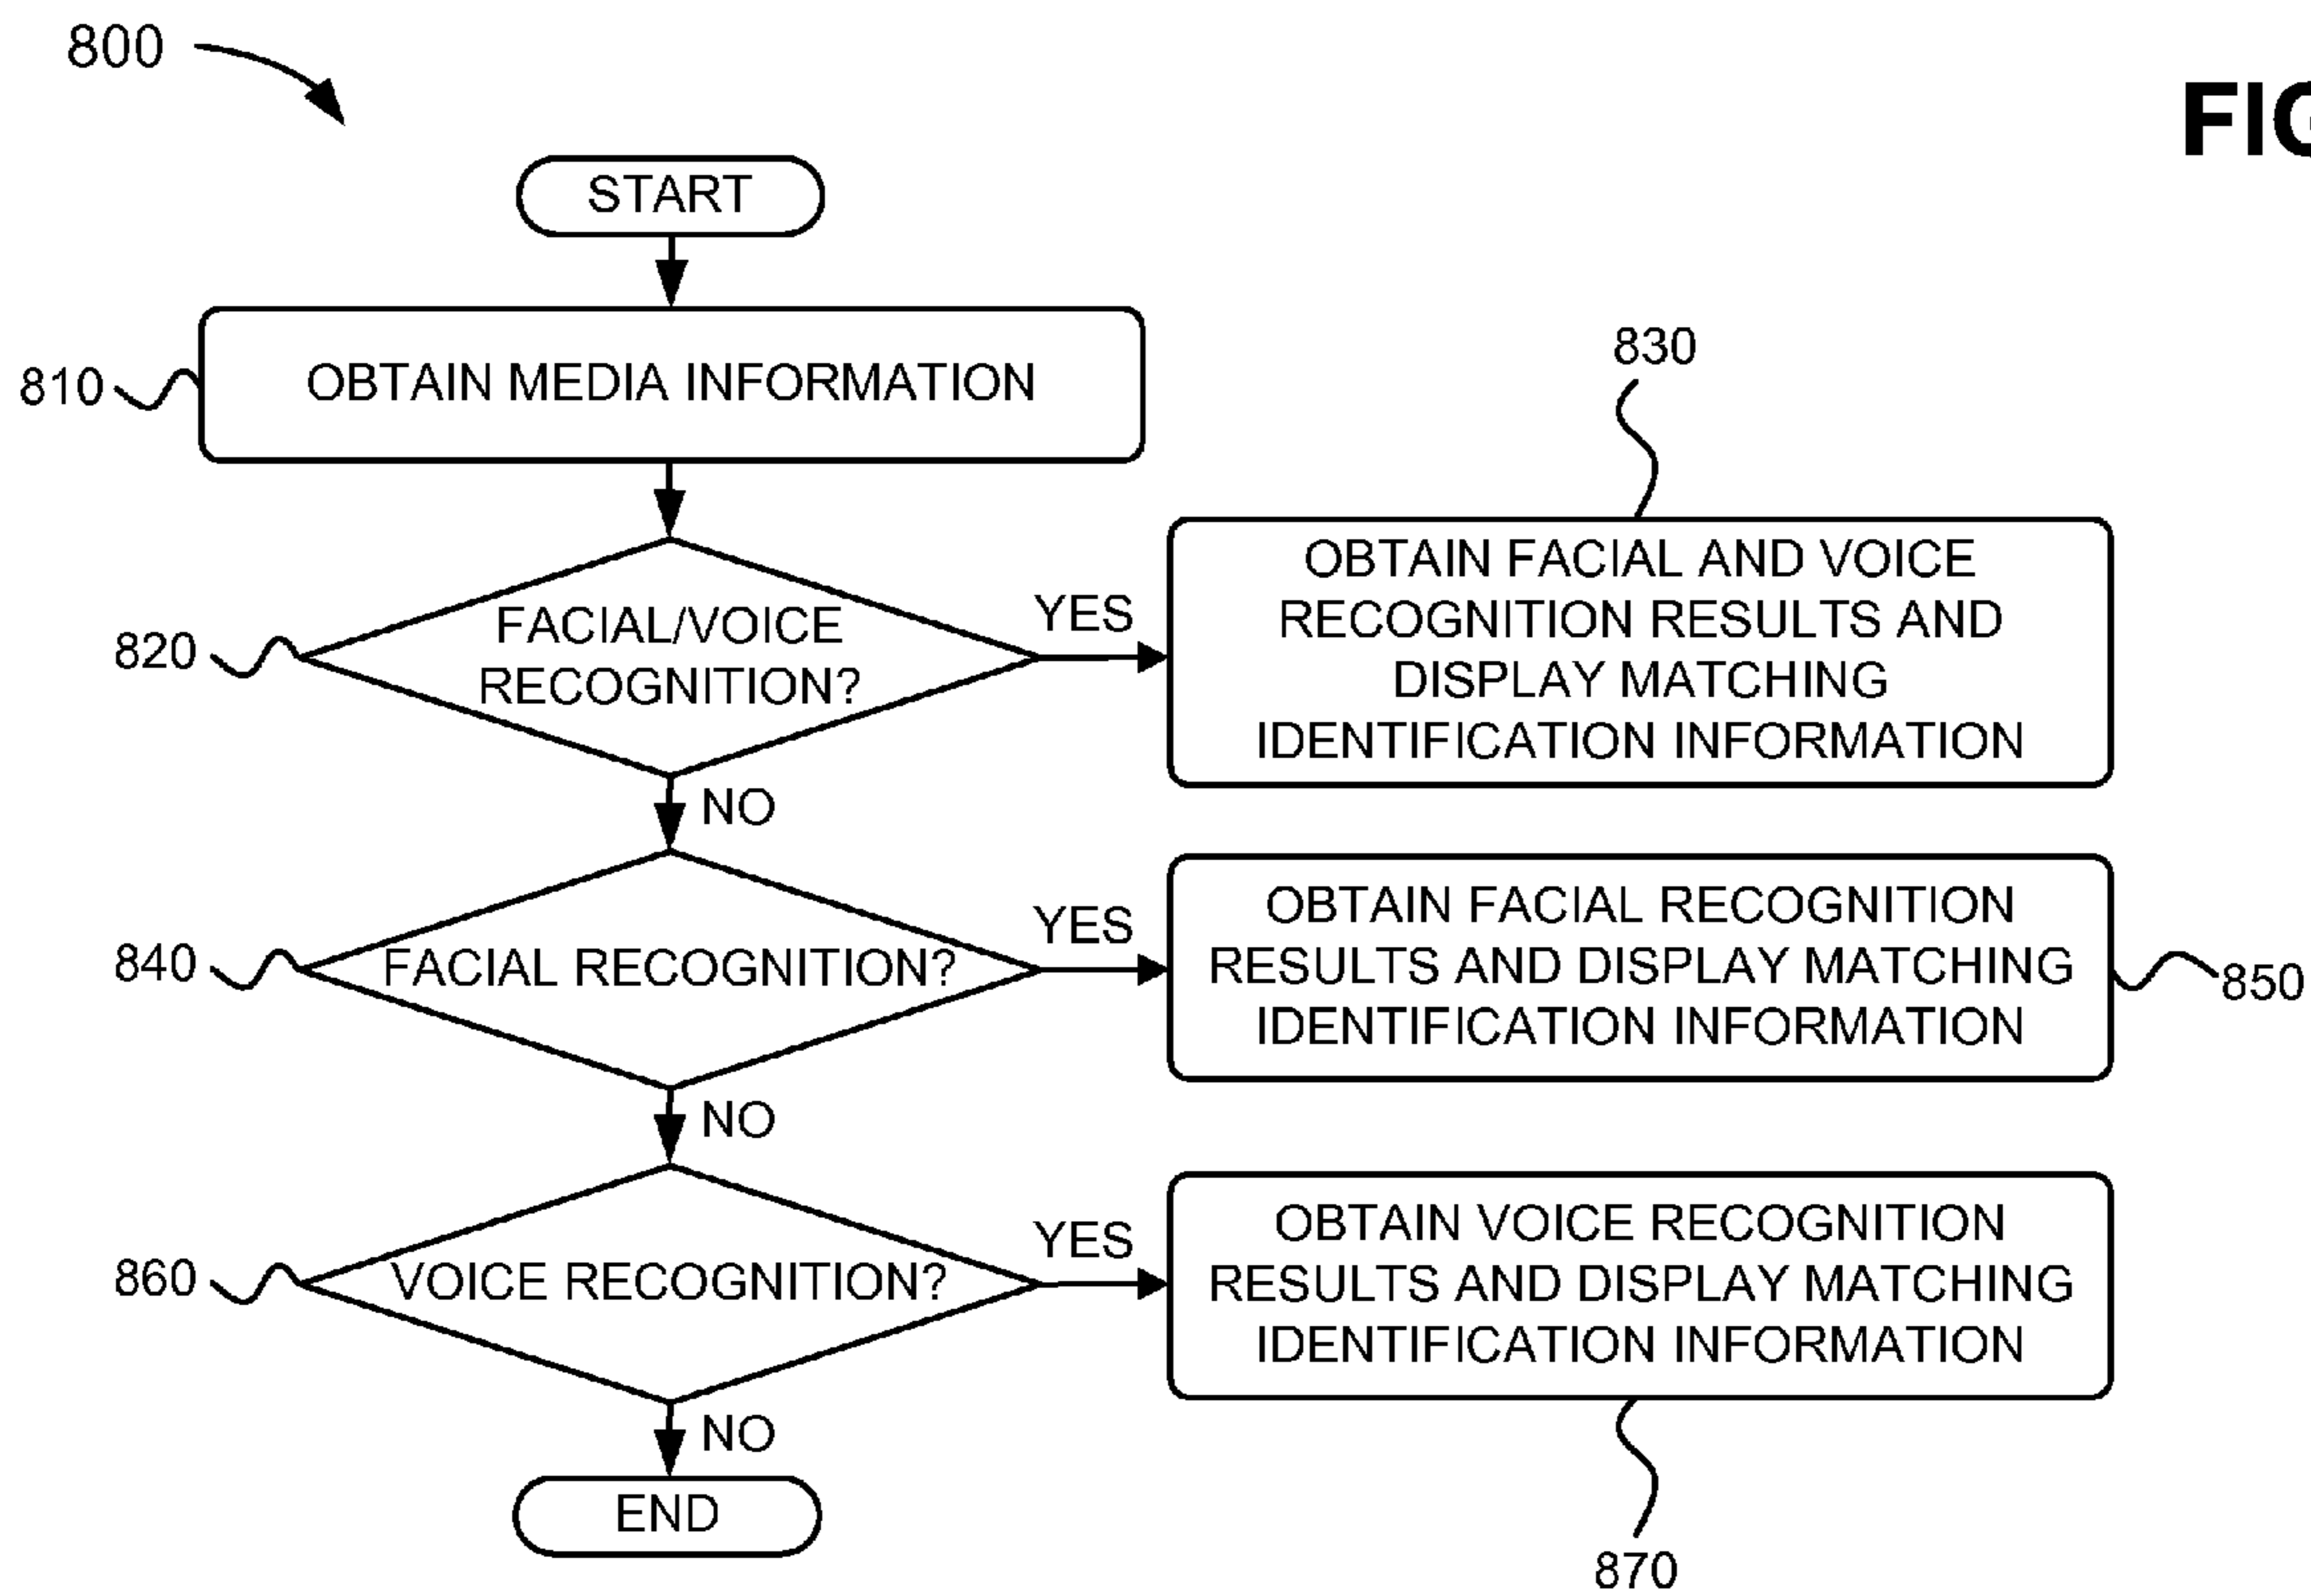 800
FIG
START
810
OBTAIN MEDIA INFORMATION
830
820
FACIAL/VOICE
RECOGNITION?
YES
OBTAIN FACIAL AND VOICE
RECOGNITION RESULTS AND
DISPLAY MATCHING
IDENTIFICATION INFORMATION
NO
840
FACIAL RECOGNITION?
YES
OBTAIN FACIAL RECOGNITION
RESULTS AND DISPLAY MATCHING
IDENTIFICATION INFORMATION
850
NO
860
VOICE RECOGNITION?
YES
OBTAIN VOICE RECOGNITION
RESULTS AND DISPLAY MATCHING
IDENTIFICATION INFORMATION
NO
END
870